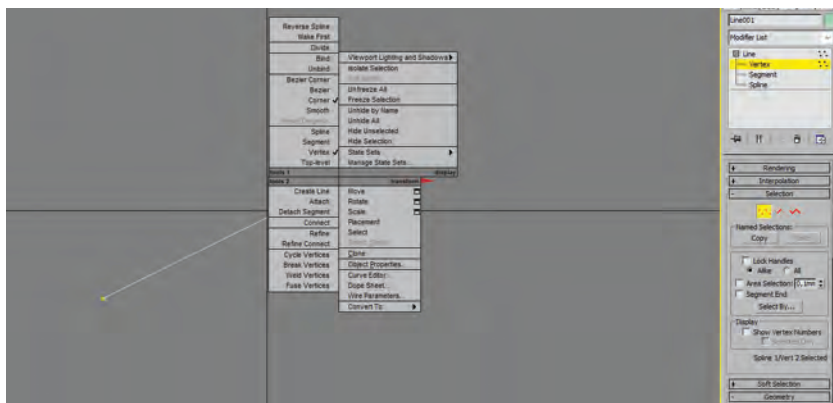 Reverse Spline
Make First
Divide
Bind
Unbind
Bezier Corner
Bezier
Corner
Smooth
Spline
Segment
Vertex
Top-level
Viewport Lighting and Shadows
Isolate Selection
Unfreeze All
Freeze Selection
Unhide by Name
Unhide All
Hide Unselected
Hide Selection
State Sets
Manage State Sets...
tools 1
display
tools 2
transform
Create Line
Attach
Detach Segment
Connect
Refine
Refine Connect
Cycle Vertices
Break Vertices
Weld Vertices
Fuse Vertices
Move
Rotate
Scale
Placement
Select
Clone
Object Properties...
Curve Editor...
Dope Sheet...
Wire Parameters...
Convert To:
Line001
Modifier List
Line
Vertex
Segment
Spline
+ Rendering
+ Interpolation
- Selection
Named Selections:
Copy
Lock Handles
Alike All
Area Selection: 0,1mm
Segment End
Select By...
Display
Show Vertex Numbers
Spline 1/Vert 2 Selected
+ Soft Selection
- Geometry